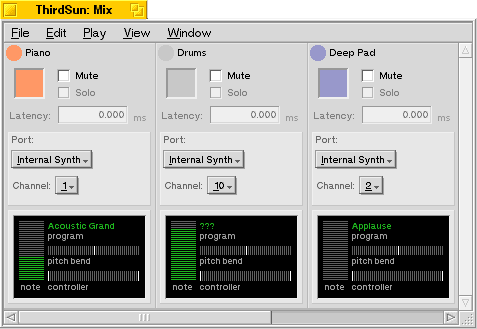 ThirdSun: Mix
File Edit Play View Window
Piano
Mute
Solo
Latency: 0.000 ms
Port:
Internal Synth
Channel: 1
Acoustic Grand
program
pitch bend
note controller
Drums
Mute
Solo
Latency: 0.000 ms
Port:
Internal Synth
Channel: 10
???
program
pitch bend
note controller
Deep Pad
Mute
Solo
Latency: 0.000 ms
Port:
Internal Synth
Channel: 2
Applause
program
pitch bend
note controller